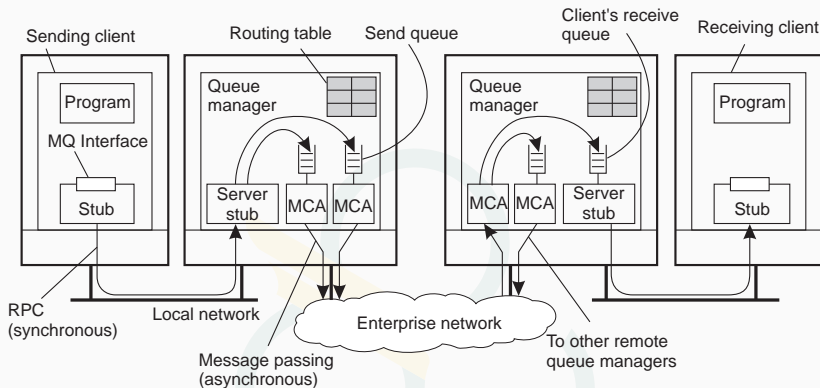 Sending client
Routing table
Send queue
Client's receive
queue
Receiving client
Program
Queue
manager
Queue
manager
Program
MQ Interface
Stub
Server
stub
MCA
MCA
MCA
MCA
Server
stub
Stub
RPC
(synchronous)
Local network
Enterprise network
Message passing
(asynchronous)
To other remote
queue managers